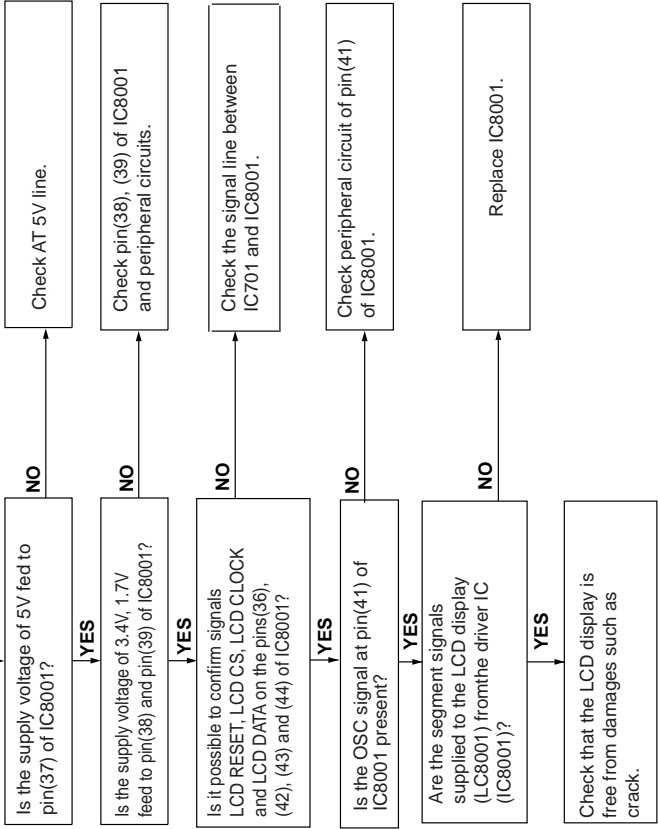 Is the supply voltage of 5V fed to
pin(37) of IC8001?
NO
Check AT 5V line.
YES
Is the supply voltage of 3.4V, 1.7V
feed to pin(38) and pin(39) of IC8001?
NO
Check pin(38), (39) of IC8001
and peripheral circuits.
YES
Is it possible to confirm signals
LCD RESET, LCD CS, LCD CLOCK
and LCD DATA on the pins(36),
(42), (43) and (44) of IC8001?
NO
Check the signal line between
IC701 and IC8001.
YES
Is the OSC signal at pin(41) of
IC8001 present?
NO
Check peripheral circuit of pin(41)
of IC8001.
YES
Are the segment signals
supplied to the LCD display
(LC8001) fromthe driver IC
(IC8001)?
NO
Replace IC8001.
YES
Check that the LCD display is
free from damages such as
crack.